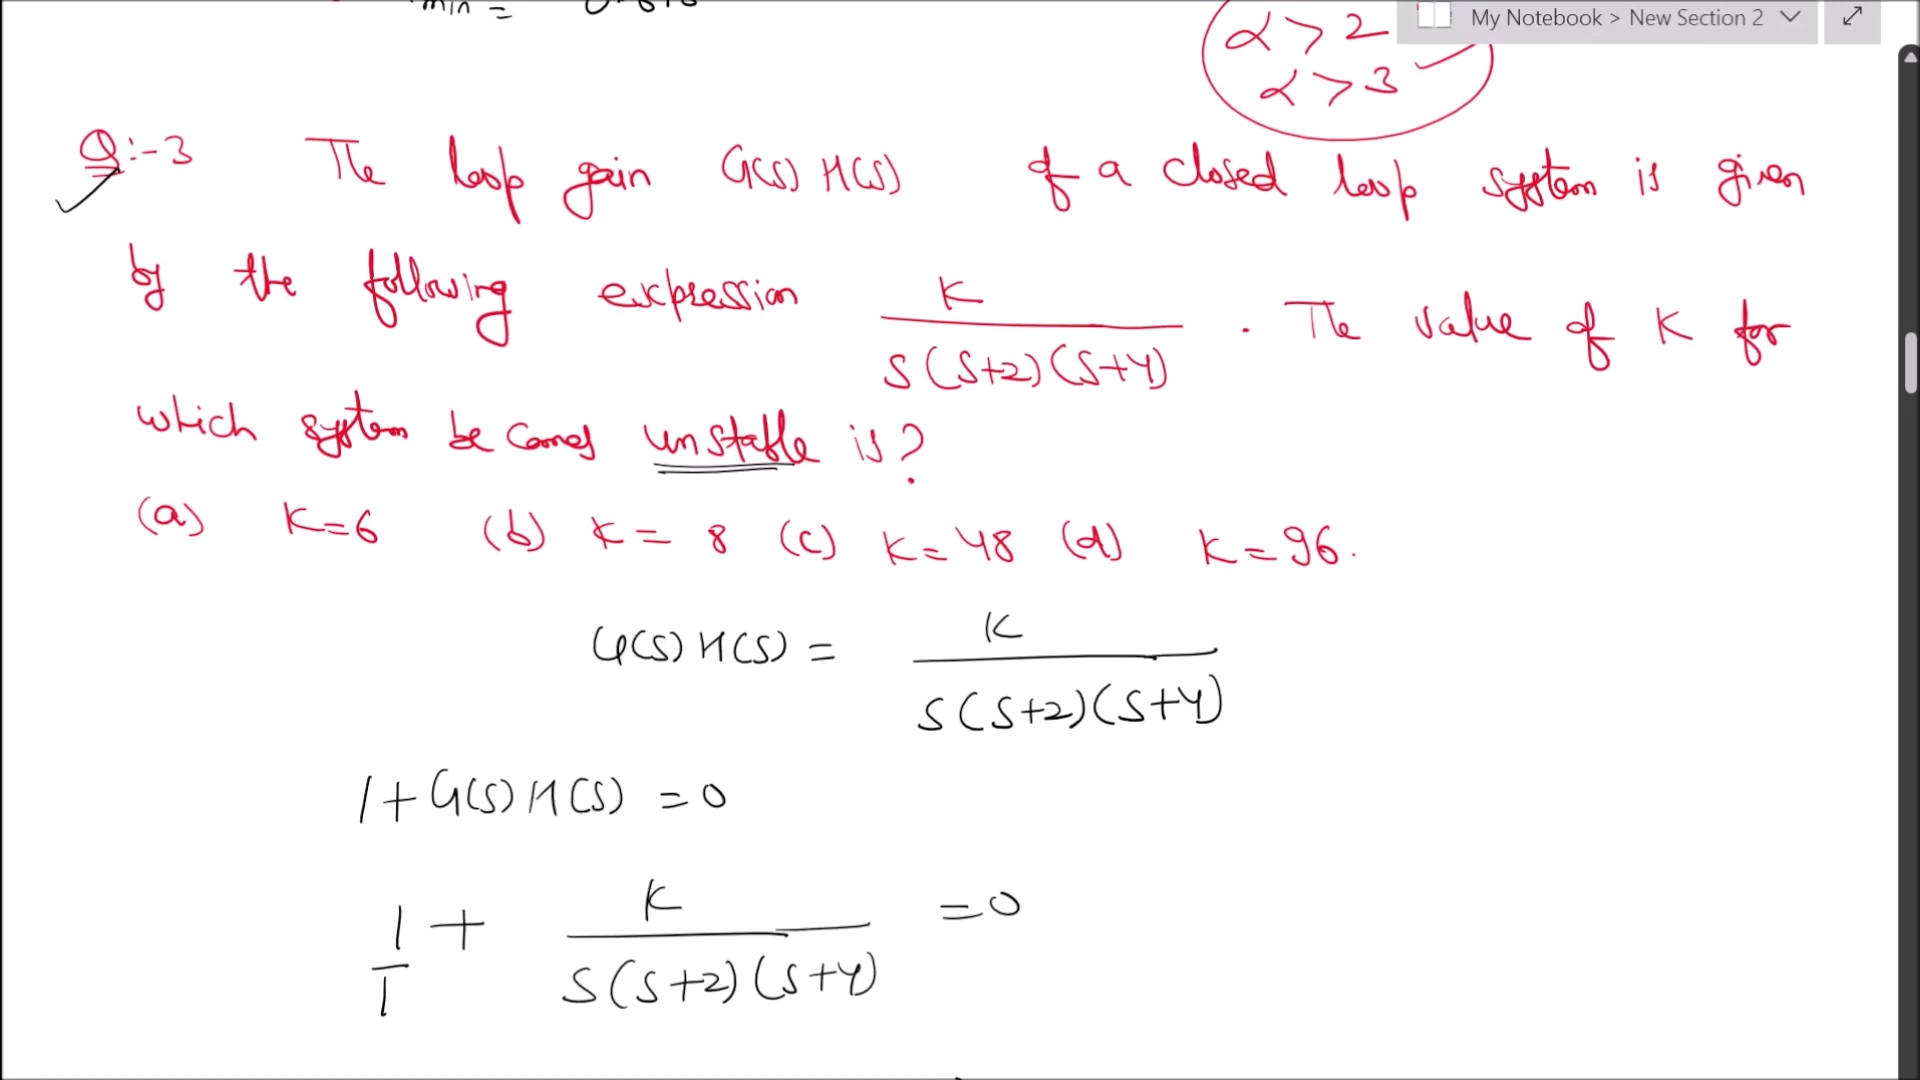 min =
α > 2
α > 3
My Notebook > New Section 2
Q:-3 The loop gain G(s) H(s) of a closed loop system is given
by the following expression K / S(S+2)(S+4) . The value of K for
which system becomes unstable is?
(a) K=6 (b) K = 8 (c) K=48 (d) K=96.
G(S) H(S) = K / S(S+2)(S+4)
1+G(S) H(S) =0
1/1 + K / S(S+2)(S+4) =0